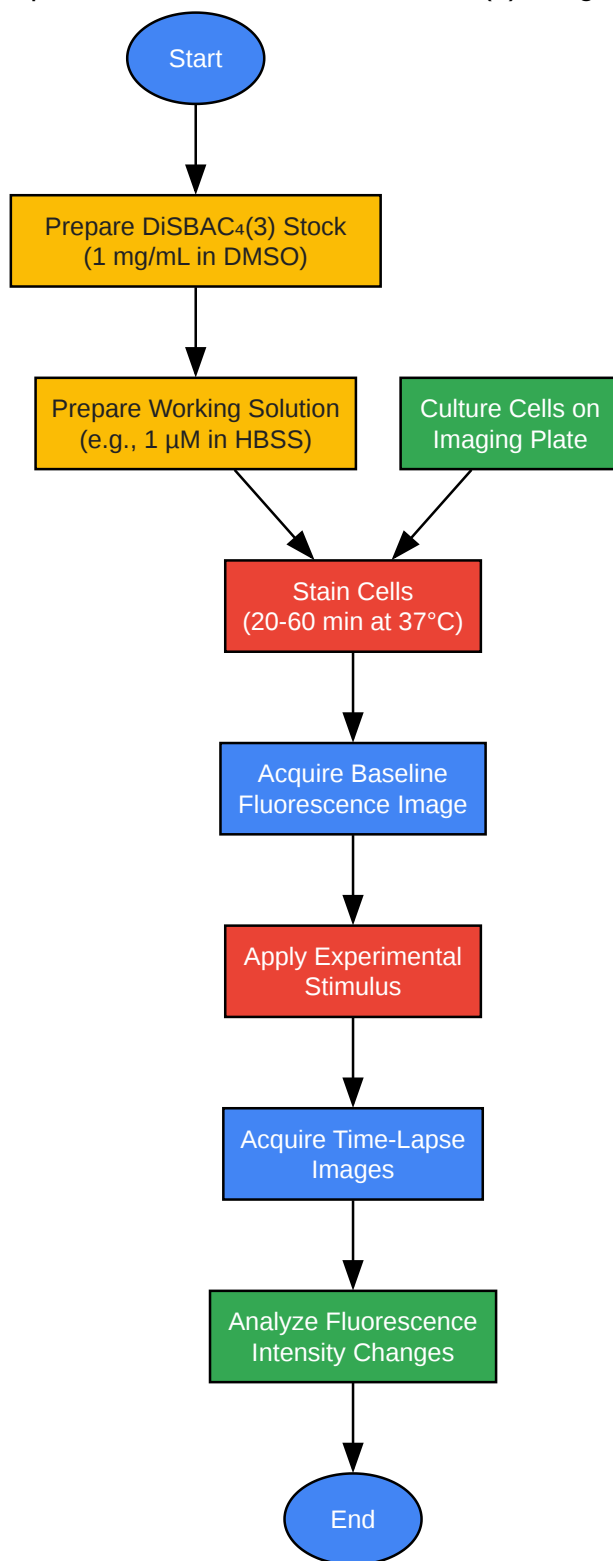 Start
Prepare DiSBAC₄(3) Stock
(1 mg/mL in DMSO)
Prepare Working Solution
(e.g., 1 µM in HBSS)
Culture Cells on
Imaging Plate
Stain Cells
(20-60 min at 37°C)
Acquire Baseline
Fluorescence Image
Apply Experimental
Stimulus
Acquire Time-Lapse
Images
Analyze Fluorescence
Intensity Changes
End